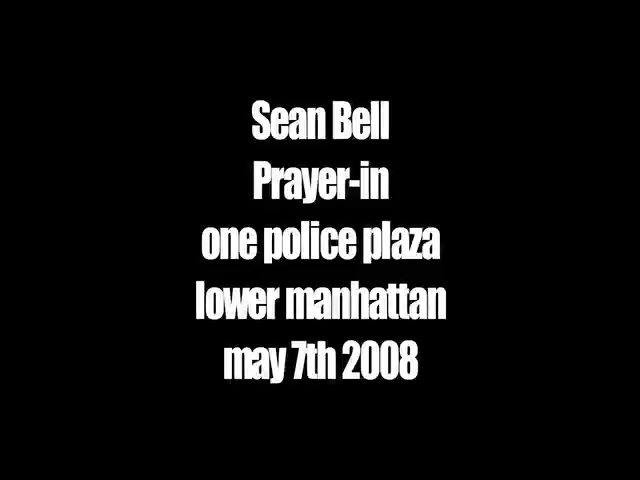 Sean Bell
Prayer-in
one police plaza
lower manhattan
may 7th 2008